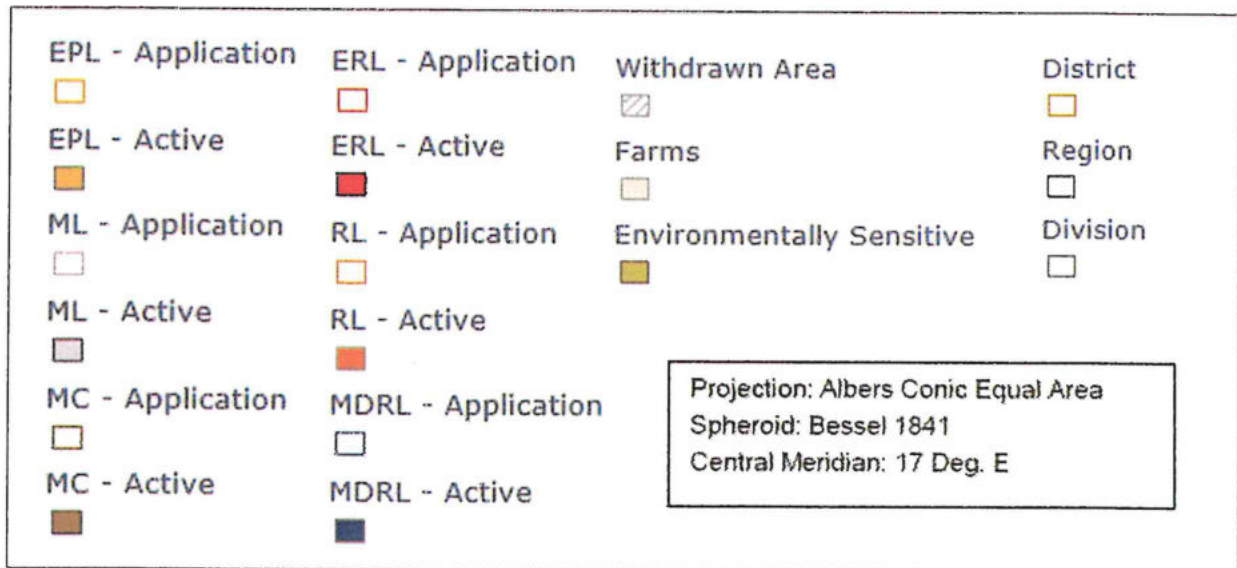 EPL - Application
EPL - Active
ML - Application
ML - Active
MC - Application
MC - Active
ERL - Application
ERL - Active
RL - Application
RL - Active
MDRL - Application
MDRL - Active
Withdrawn Area
Farms
Environmentally Sensitive
District
Region
Division
Projection: Albers Conic Equal Area
Spheroid: Bessel 1841
Central Meridian: 17 Deg. E